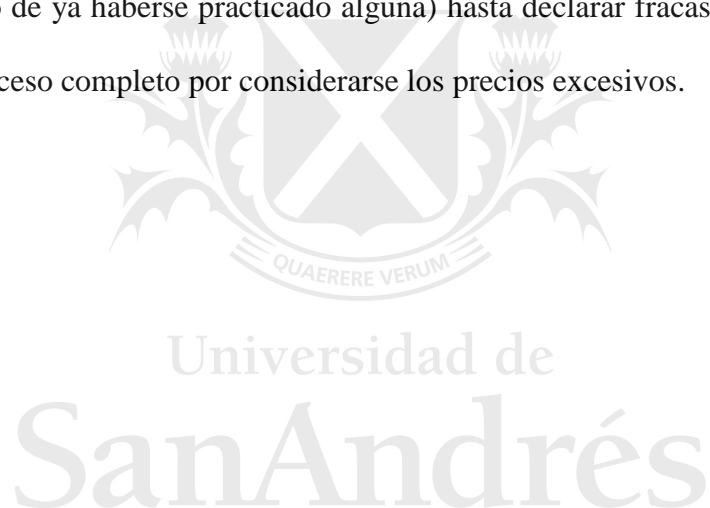 de ya haberse practicado alguna) hasta declarar fracas
ceso completo por considerarse los precios excesivos.
QUAERERE VERUM
Universidad de
SanAndrés